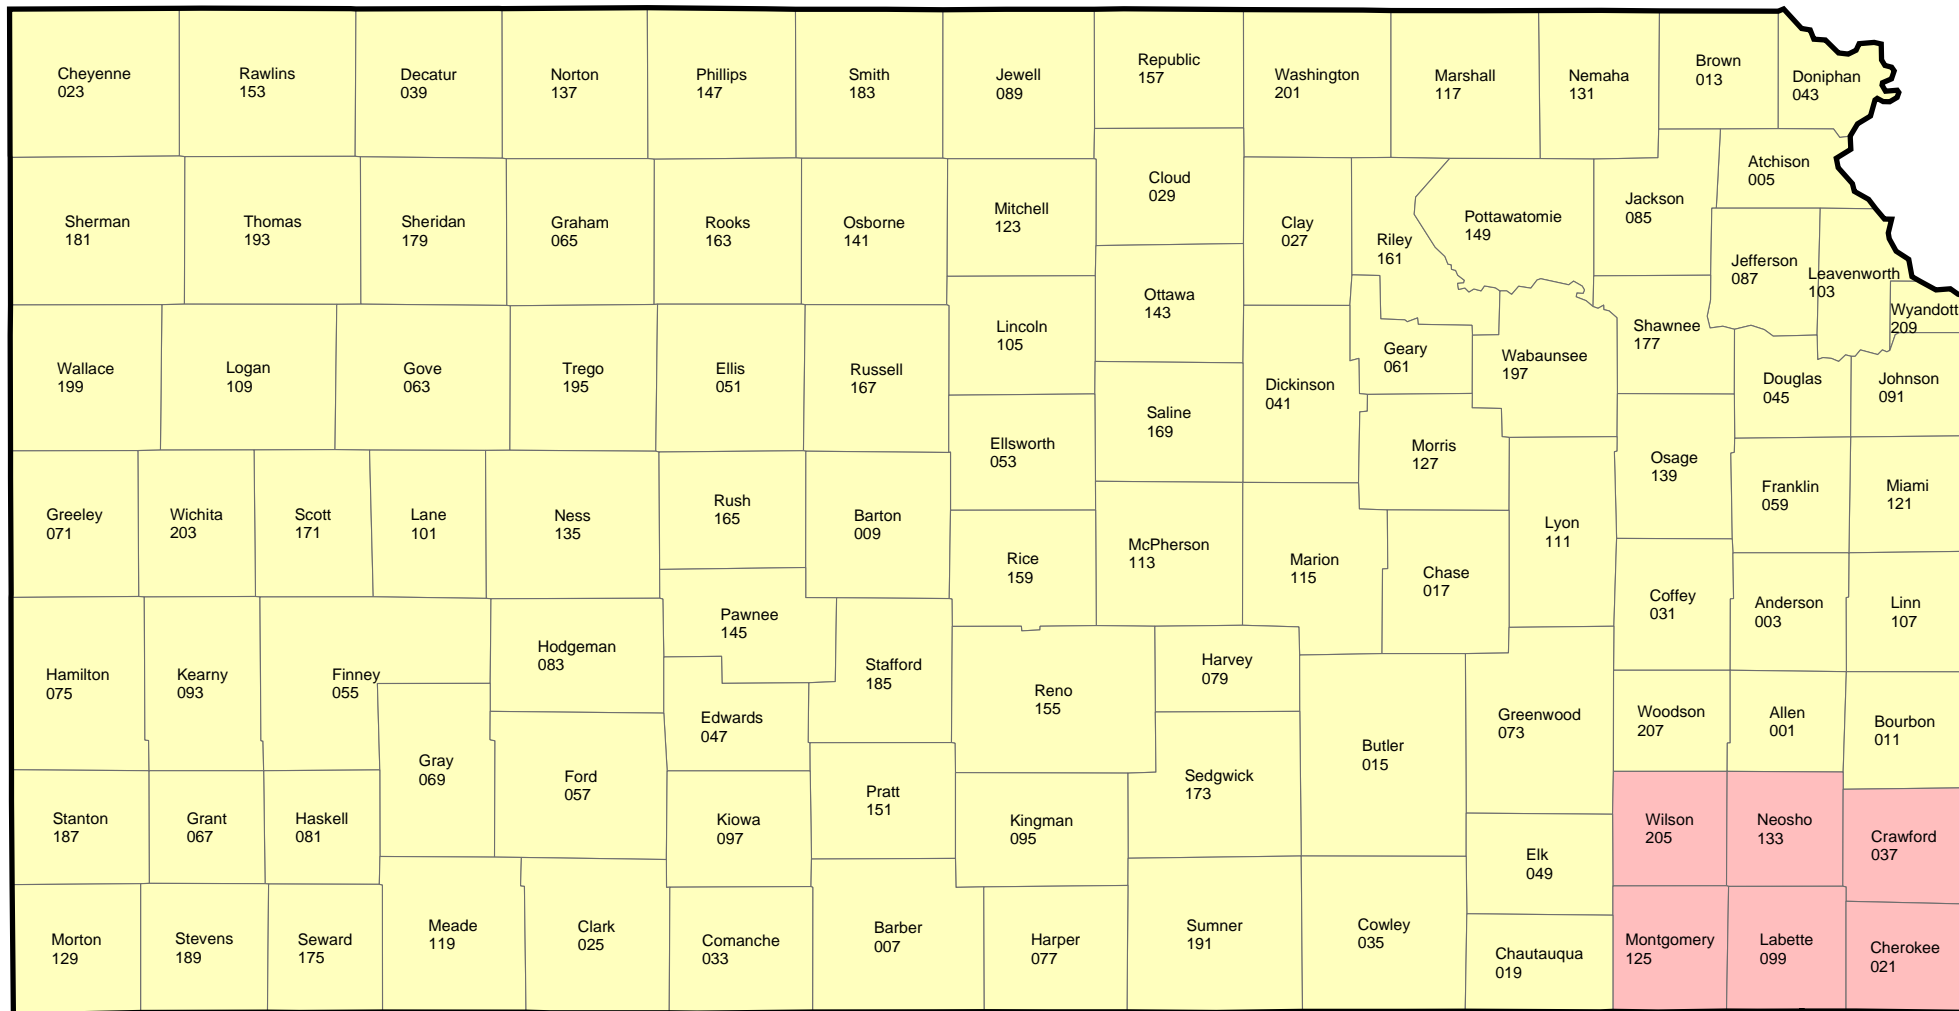 Cheyenne
023
Rawlins
153
Decatur
039
Norton
137
Phillips
147
Smith
183
Jewell
089
Republic
157
Washington
201
Marshall
117
Nemaha
131
Brown
013
Doniphan
043
Sherman
181
Thomas
193
Sheridan
179
Graham
065
Rooks
163
Osborne
141
Mitchell
123
Cloud
029
Clay
027
Riley
161
Pottawatomie
149
Jackson
085
Atchison
005
Jefferson
087
Leavenworth
103
Wyandott
209
Wallace
199
Logan
109
Gove
063
Trego
195
Ellis
051
Russell
167
Lincoln
105
Ottawa
143
Dickinson
041
Geary
061
Wabaunsee
197
Shawnee
177
Douglas
045
Johnson
091
Ellsworth
053
Saline
169
Morris
127
Osage
139
Franklin
059
Miami
121
Greeley
071
Wichita
203
Scott
171
Lane
101
Ness
135
Rush
165
Barton
009
Rice
159
McPherson
113
Marion
115
Chase
017
Lyon
111
Coffey
031
Anderson
003
Linn
107
Hamilton
075
Kearny
093
Finney
055
Hodgeman
083
Pawnee
145
Stafford
185
Edwards
047
Reno
155
Harvey
079
Butler
015
Greenwood
073
Woodson
207
Allen
001
Bourbon
011
Gray
069
Ford
057
Stanton
187
Grant
067
Haskell
081
Kiowa
097
Pratt
151
Kingman
095
Sedgwick
173
Elk
049
Wilson
205
Neosho
133
Crawford
037
Morton
129
Stevens
189
Seward
175
Meade
119
Clark
025
Comanche
033
Barber
007
Harper
077
Sumner
191
Cowley
035
Chautauqua
019
Montgomery
125
Labette
099
Cherokee
021